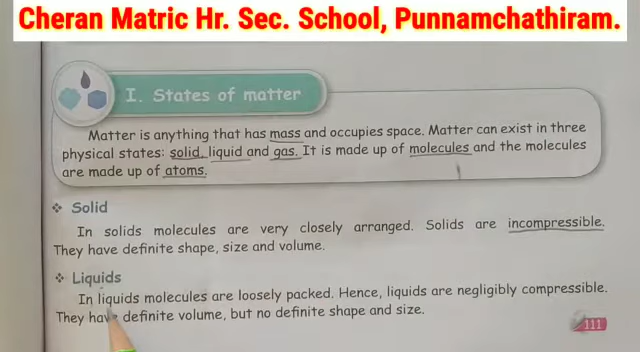 Cheran Matric Hr. Sec. School, Punnamchathiram.
I. States of matter
Matter is anything that has mass and occupies space. Matter can exist in three
physical states: solid, liquid and gas. It is made up of molecules and the molecules
are made up of atoms.
❖ Solid
In solids molecules are very closely arranged. Solids are incompressible.
They have definite shape, size and volume.
❖ Liquids
In liquids molecules are loosely packed. Hence, liquids are negligibly compressible.
They have definite volume, but no definite shape and size.
111